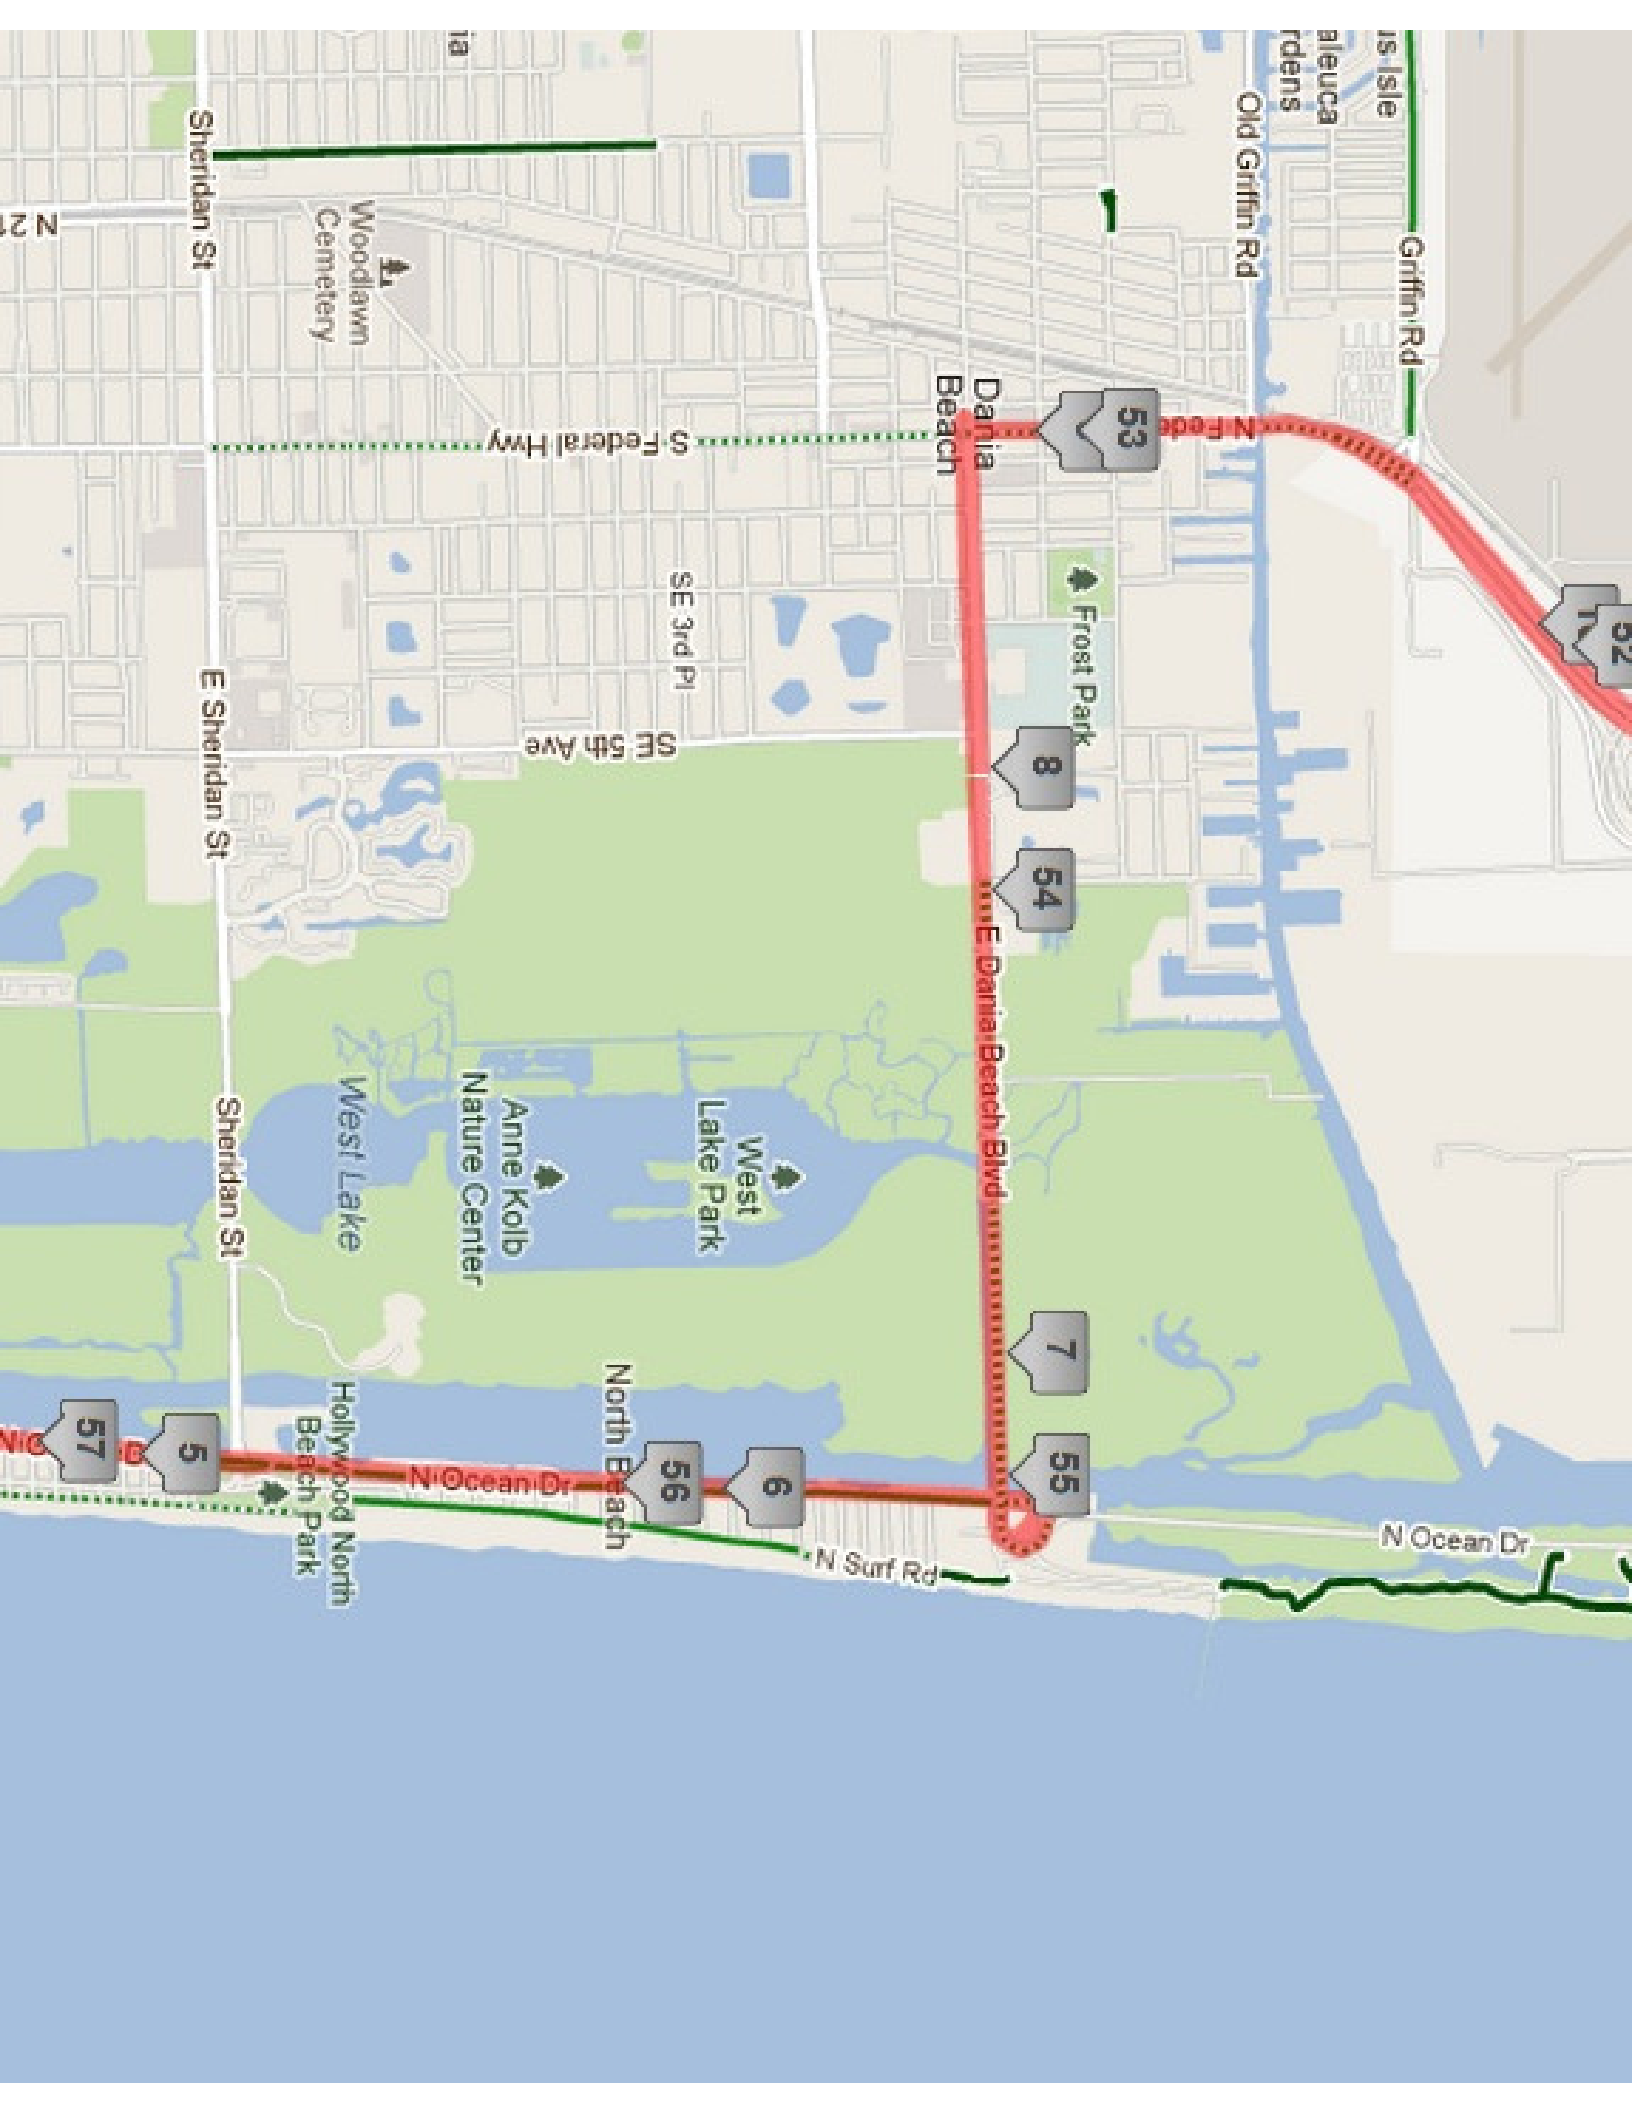 us Isle
aleuca
rdens
Griffin Rd
Old Griffin Rd
N Fede
52
53
Dania
Beach
Frost Park
8
54
E Dania Beach Blvd
7
55
N Ocean Dr
N Surf Rd
6
56
North Beach
N Ocean Dr
West
Lake Park
Anne Kolb
Nature Center
West Lake
SE 3rd Pl
SE 5th Ave
S Federal Hwy
Woodlawn
Cemetery
ia
Sheridan St
N 21
E Sheridan St
Sheridan St
Hollywood North
Beach Park
5
57